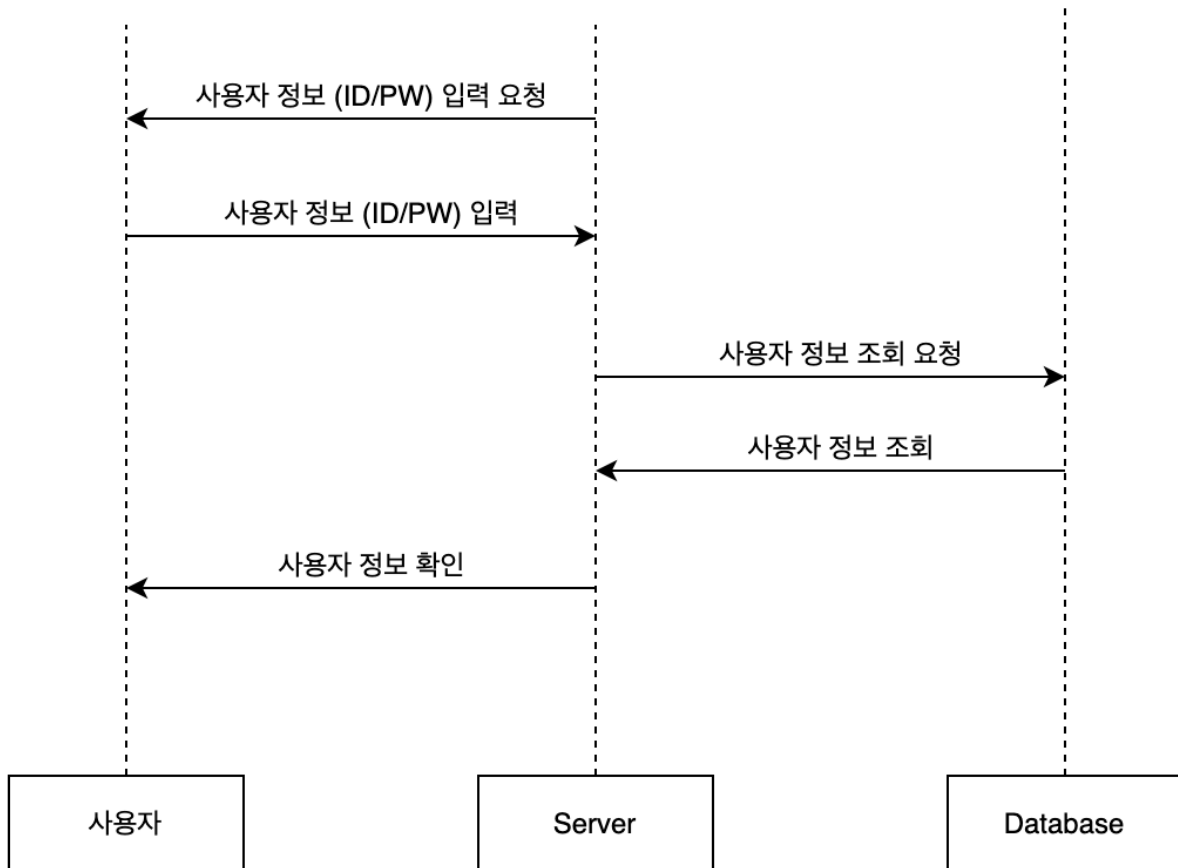 사용자 정보 (ID/PW) 입력 요청
사용자 정보 (ID/PW) 입력
사용자 정보 조회 요청
사용자 정보 조회
사용자 정보 확인
사용자
Server
Database